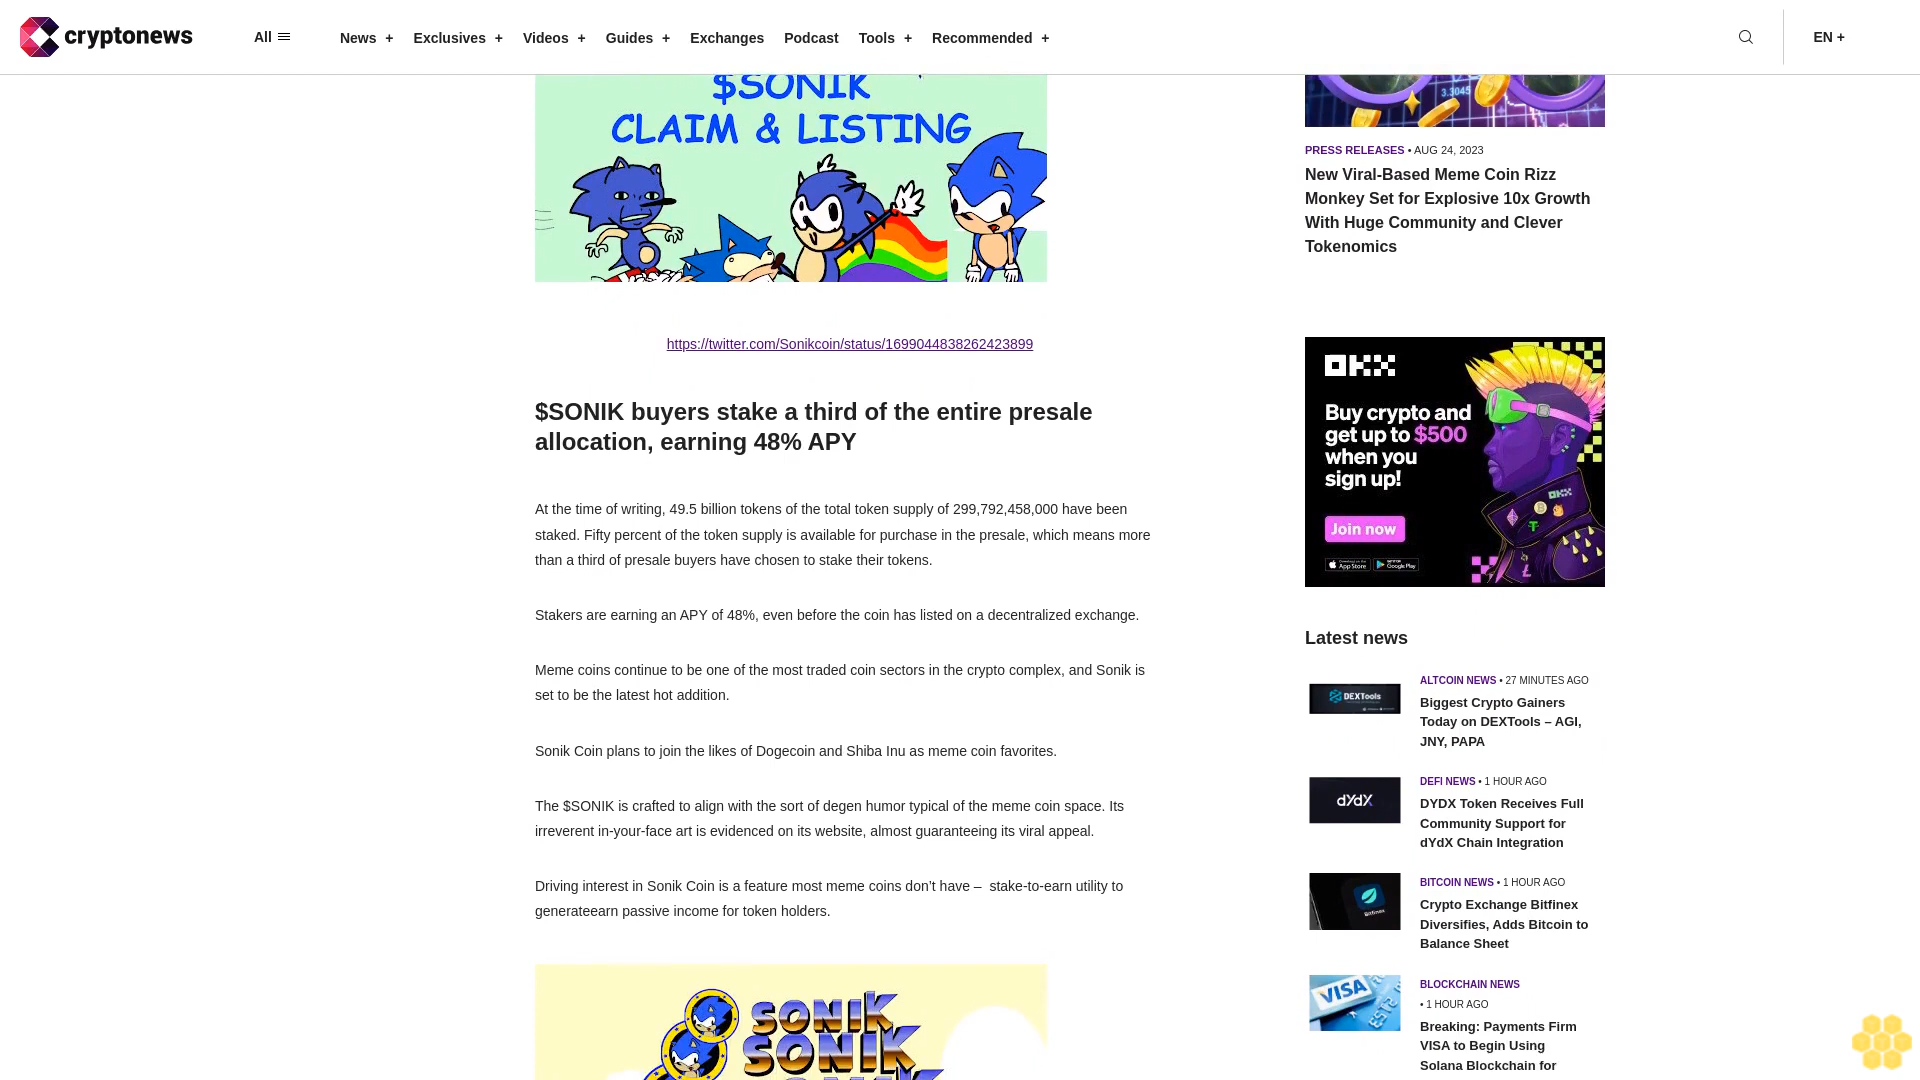 cryptonews
All
News +
Exclusives +
Videos +
Guides +
Exchanges
Podcast
Tools +
Recommended +
EN +
$SONIK
CLAIM & LISTING
https://twitter.com/Sonikcoin/status/1699044838262423899
$SONIK buyers stake a third of the entire presale
allocation, earning 48% APY
At the time of writing, 49.5 billion tokens of the total token supply of 299,792,458,000 have been
staked. Fifty percent of the token supply is available for purchase in the presale, which means more
than a third of presale buyers have chosen to stake their tokens.
Stakers are earning an APY of 48%, even before the coin has listed on a decentralized exchange.
Meme coins continue to be one of the most traded coin sectors in the crypto complex, and Sonik is
set to be the latest hot addition.
Sonik Coin plans to join the likes of Dogecoin and Shiba Inu as meme coin favorites.
The $SONIK is crafted to align with the sort of degen humor typical of the meme coin space. Its
irreverent in-your-face art is evidenced on its website, almost guaranteeing its viral appeal.
Driving interest in Sonik Coin is a feature most meme coins don’t have –  stake-to-earn utility to
generateearn passive income for token holders.
SONIK
SONIK
3.3045
PRESS RELEASES • AUG 24, 2023
New Viral-Based Meme Coin Rizz
Monkey Set for Explosive 10x Growth
With Huge Community and Clever
Tokenomics
OKX
Buy crypto and
get up to $500
when you
sign up!
Join now
App Store
Google Play
OKX
Latest news
DEXTools
ALTCOIN NEWS • 27 MINUTES AGO
Biggest Crypto Gainers
Today on DEXTools – AGI,
JNY, PAPA
dYdX
DEFI NEWS • 1 HOUR AGO
DYDX Token Receives Full
Community Support for
dYdX Chain Integration
Bitfinex
BITCOIN NEWS • 1 HOUR AGO
Crypto Exchange Bitfinex
Diversifies, Adds Bitcoin to
Balance Sheet
VISA
BLOCKCHAIN NEWS
• 1 HOUR AGO
Breaking: Payments Firm
VISA to Begin Using
Solana Blockchain for